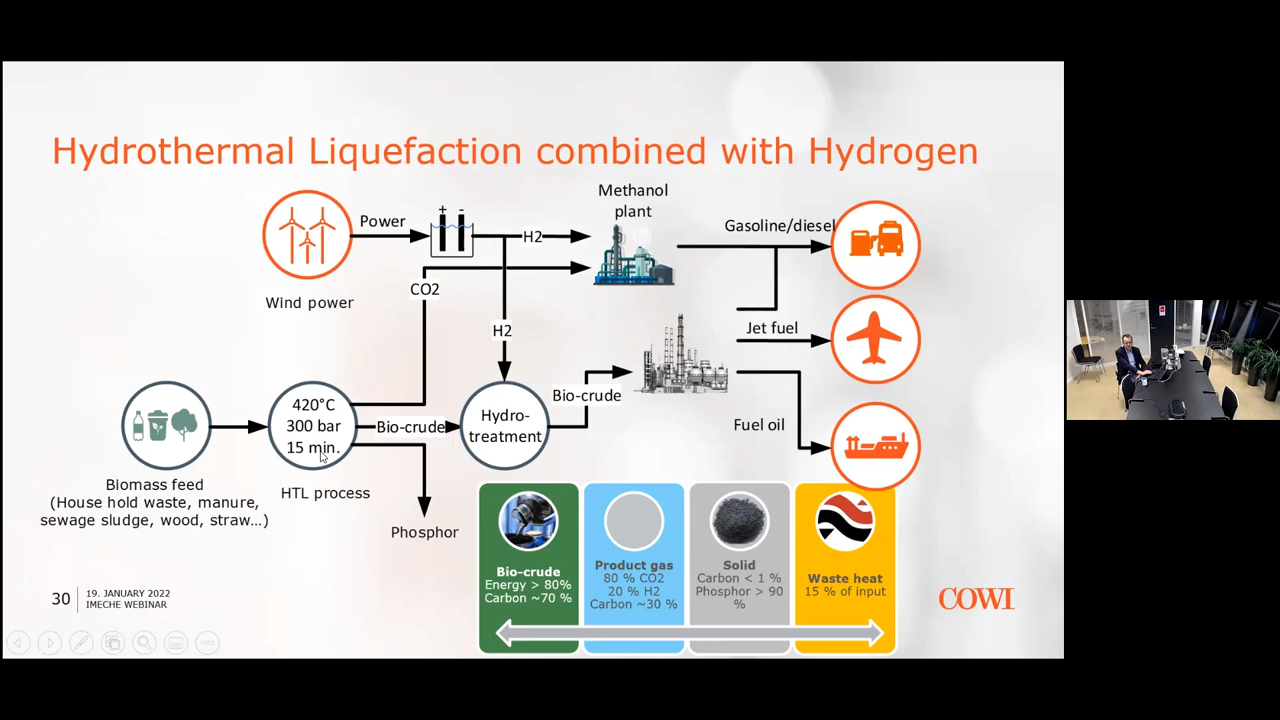 Hydrothermal Liquefaction combined with Hydrogen
Methanol
plant
Power
+ -
H2
Gasoline/diesel
Wind power
CO2
H2
Jet fuel
420°C
300 bar
15 min.
Bio-crude
Hydro-
treatment
Bio-crude
Fuel oil
Biomass feed
(House hold waste, manure,
sewage sludge, wood, straw...)
HTL process
Phosphor
Bio-crude
Energy > 80%
Carbon ~70 %
Product gas
80 % CO2
20 % H2
Carbon ~30 %
Solid
Carbon < 1 %
Phosphor > 90
%
Waste heat
15 % of input
30
19. JANUARY 2022
IMECHE WEBINAR
COWI